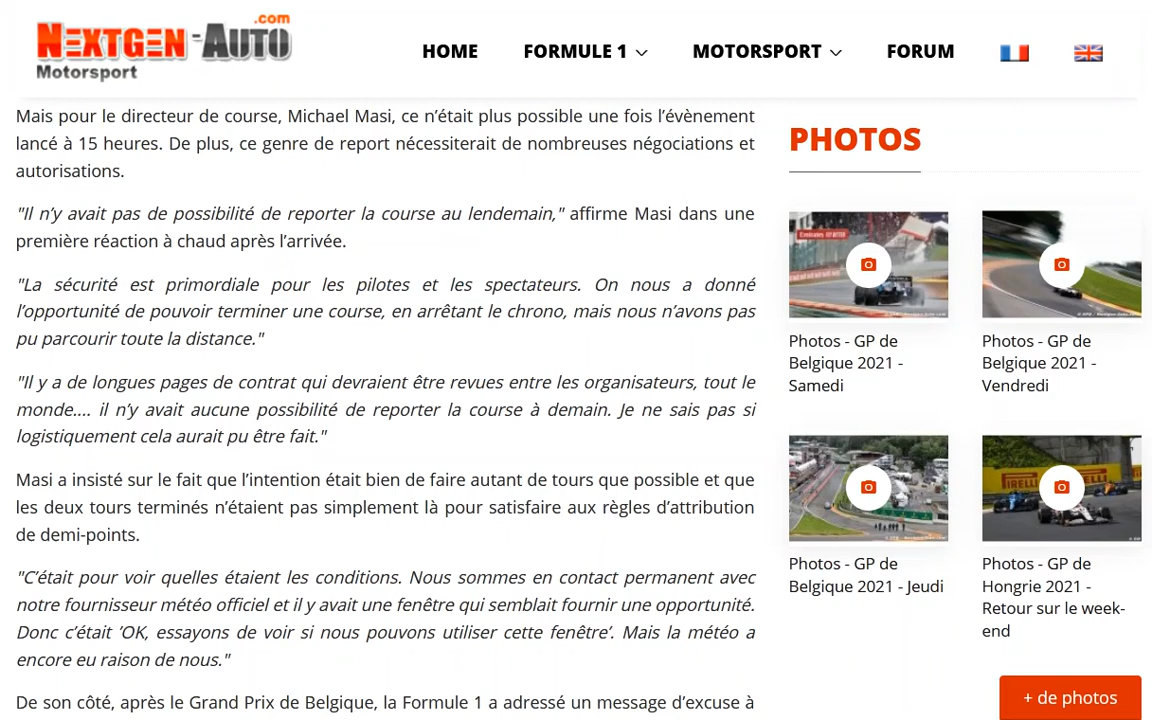 .com
NEXTGEN-AUTO
Motorsport
HOME
FORMULE 1
MOTORSPORT
FORUM
Mais pour le directeur de course, Michael Masi, ce n’était plus possible une fois l’évènement
lancé à 15 heures. De plus, ce genre de report nécessiterait de nombreuses négociations et
autorisations.
"Il n’y avait pas de possibilité de reporter la course au lendemain," affirme Masi dans une
première réaction à chaud après l’arrivée.
"La sécurité est primordiale pour les pilotes et les spectateurs. On nous a donné
l’opportunité de pouvoir terminer une course, en arrêtant le chrono, mais nous n’avons pas
pu parcourir toute la distance."
"Il y a de longues pages de contrat qui devraient être revues entre les organisateurs, tout le
monde.... il n’y avait aucune possibilité de reporter la course à demain. Je ne sais pas si
logistiquement cela aurait pu être fait."
Masi a insisté sur le fait que l’intention était bien de faire autant de tours que possible et que
les deux tours terminés n’étaient pas simplement là pour satisfaire aux règles d’attribution
de demi-points.
"C’était pour voir quelles étaient les conditions. Nous sommes en contact permanent avec
notre fournisseur météo officiel et il y avait une fenêtre qui semblait fournir une opportunité.
Donc c’était ’OK, essayons de voir si nous pouvons utiliser cette fenêtre’. Mais la météo a
encore eu raison de nous."
De son côté, après le Grand Prix de Belgique, la Formule 1 a adressé un message d’excuse à
PHOTOS
Photos - GP de
Belgique 2021 -
Samedi
Photos - GP de
Belgique 2021 -
Vendredi
Photos - GP de
Belgique 2021 - Jeudi
PIRELLI
Photos - GP de
Hongrie 2021 -
Retour sur le week-
end
+ de photos